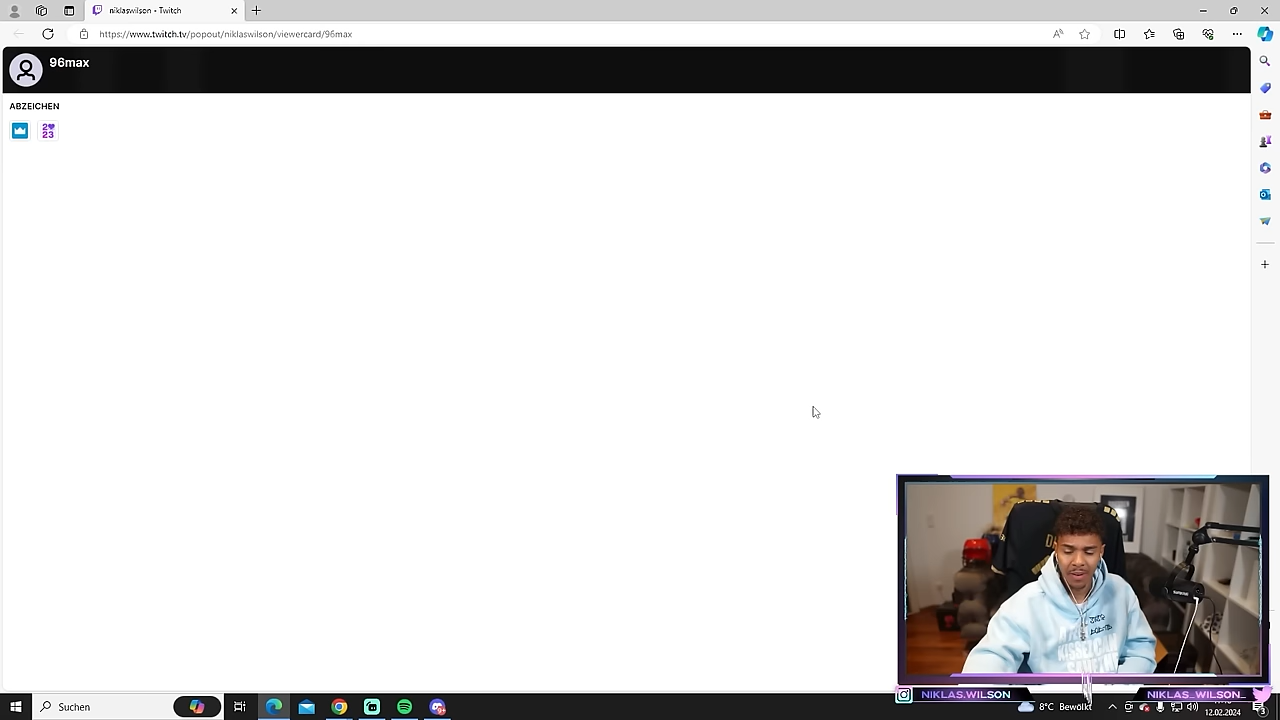 niklaswilson - Twitch
https://www.twitch.tv/popout/niklaswilson/viewercard/96max
96max
ABZEICHEN
2
23
NIKLAS.WILSON
NIKLAS_WILSON_
Suchen
8°C Bewölkt
12.02.2024